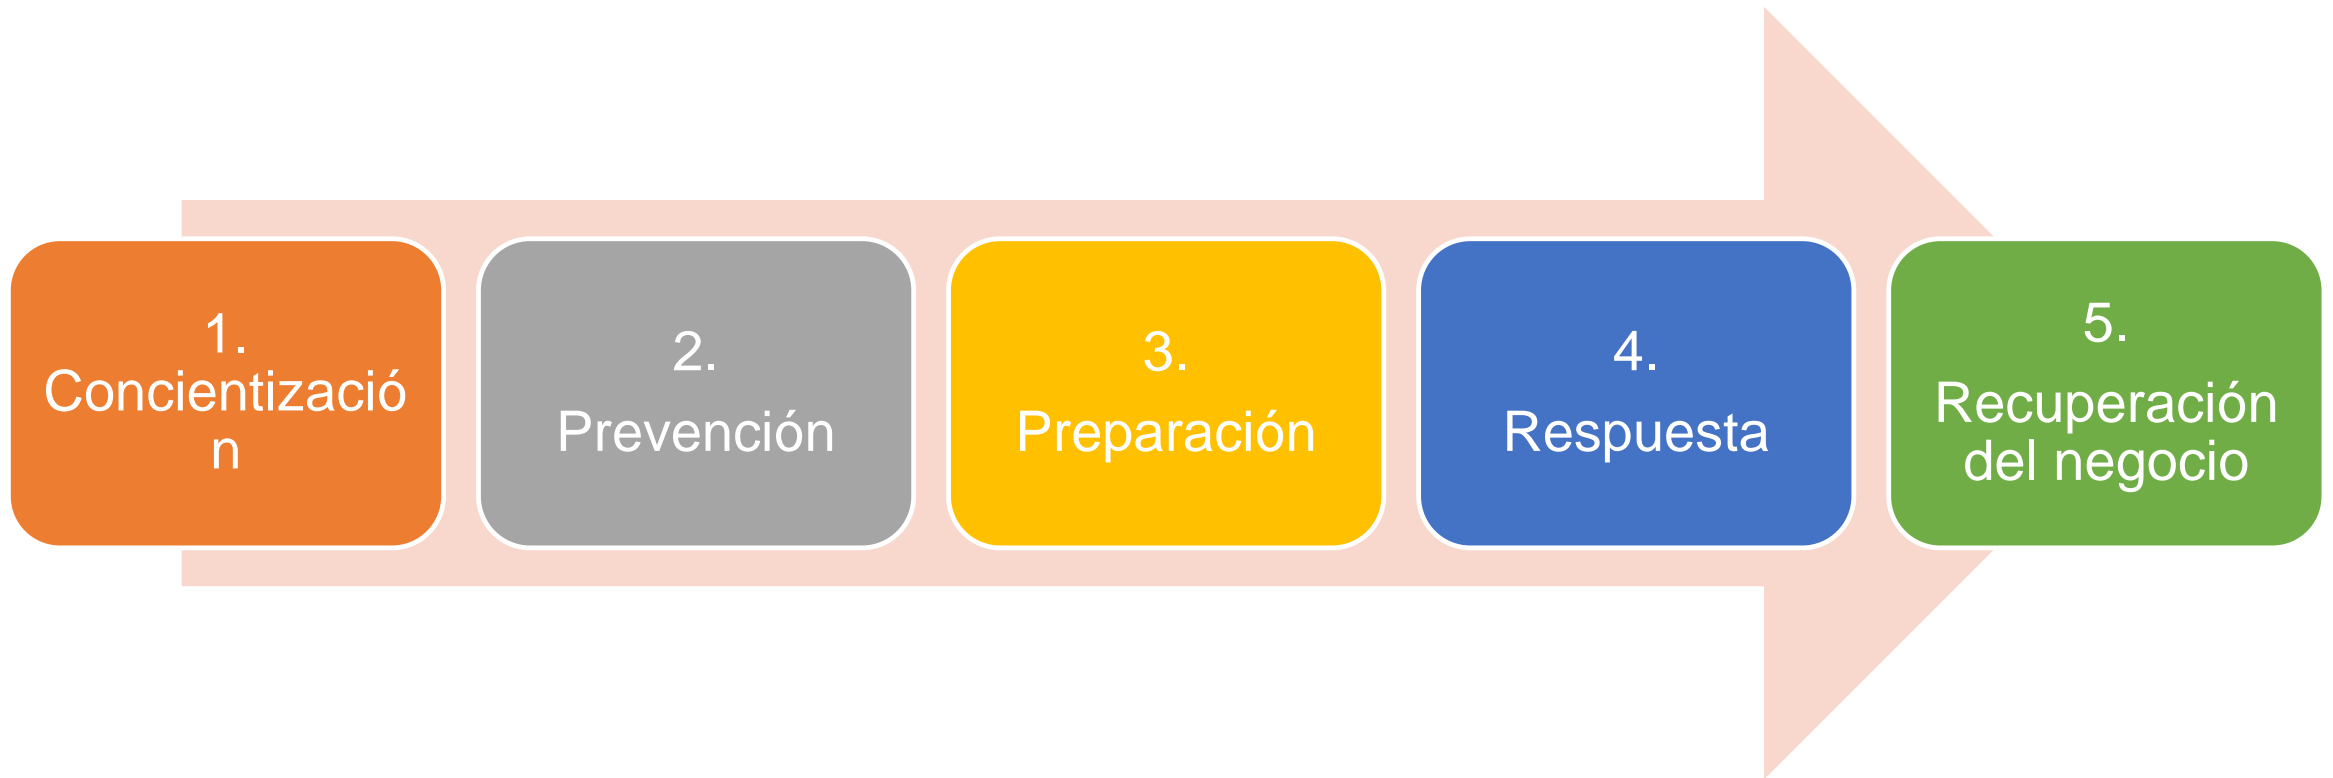 1.
Concientizació
n
2.
Prevención
3.
Preparación
4.
Respuesta
5.
Recuperación
del negocio